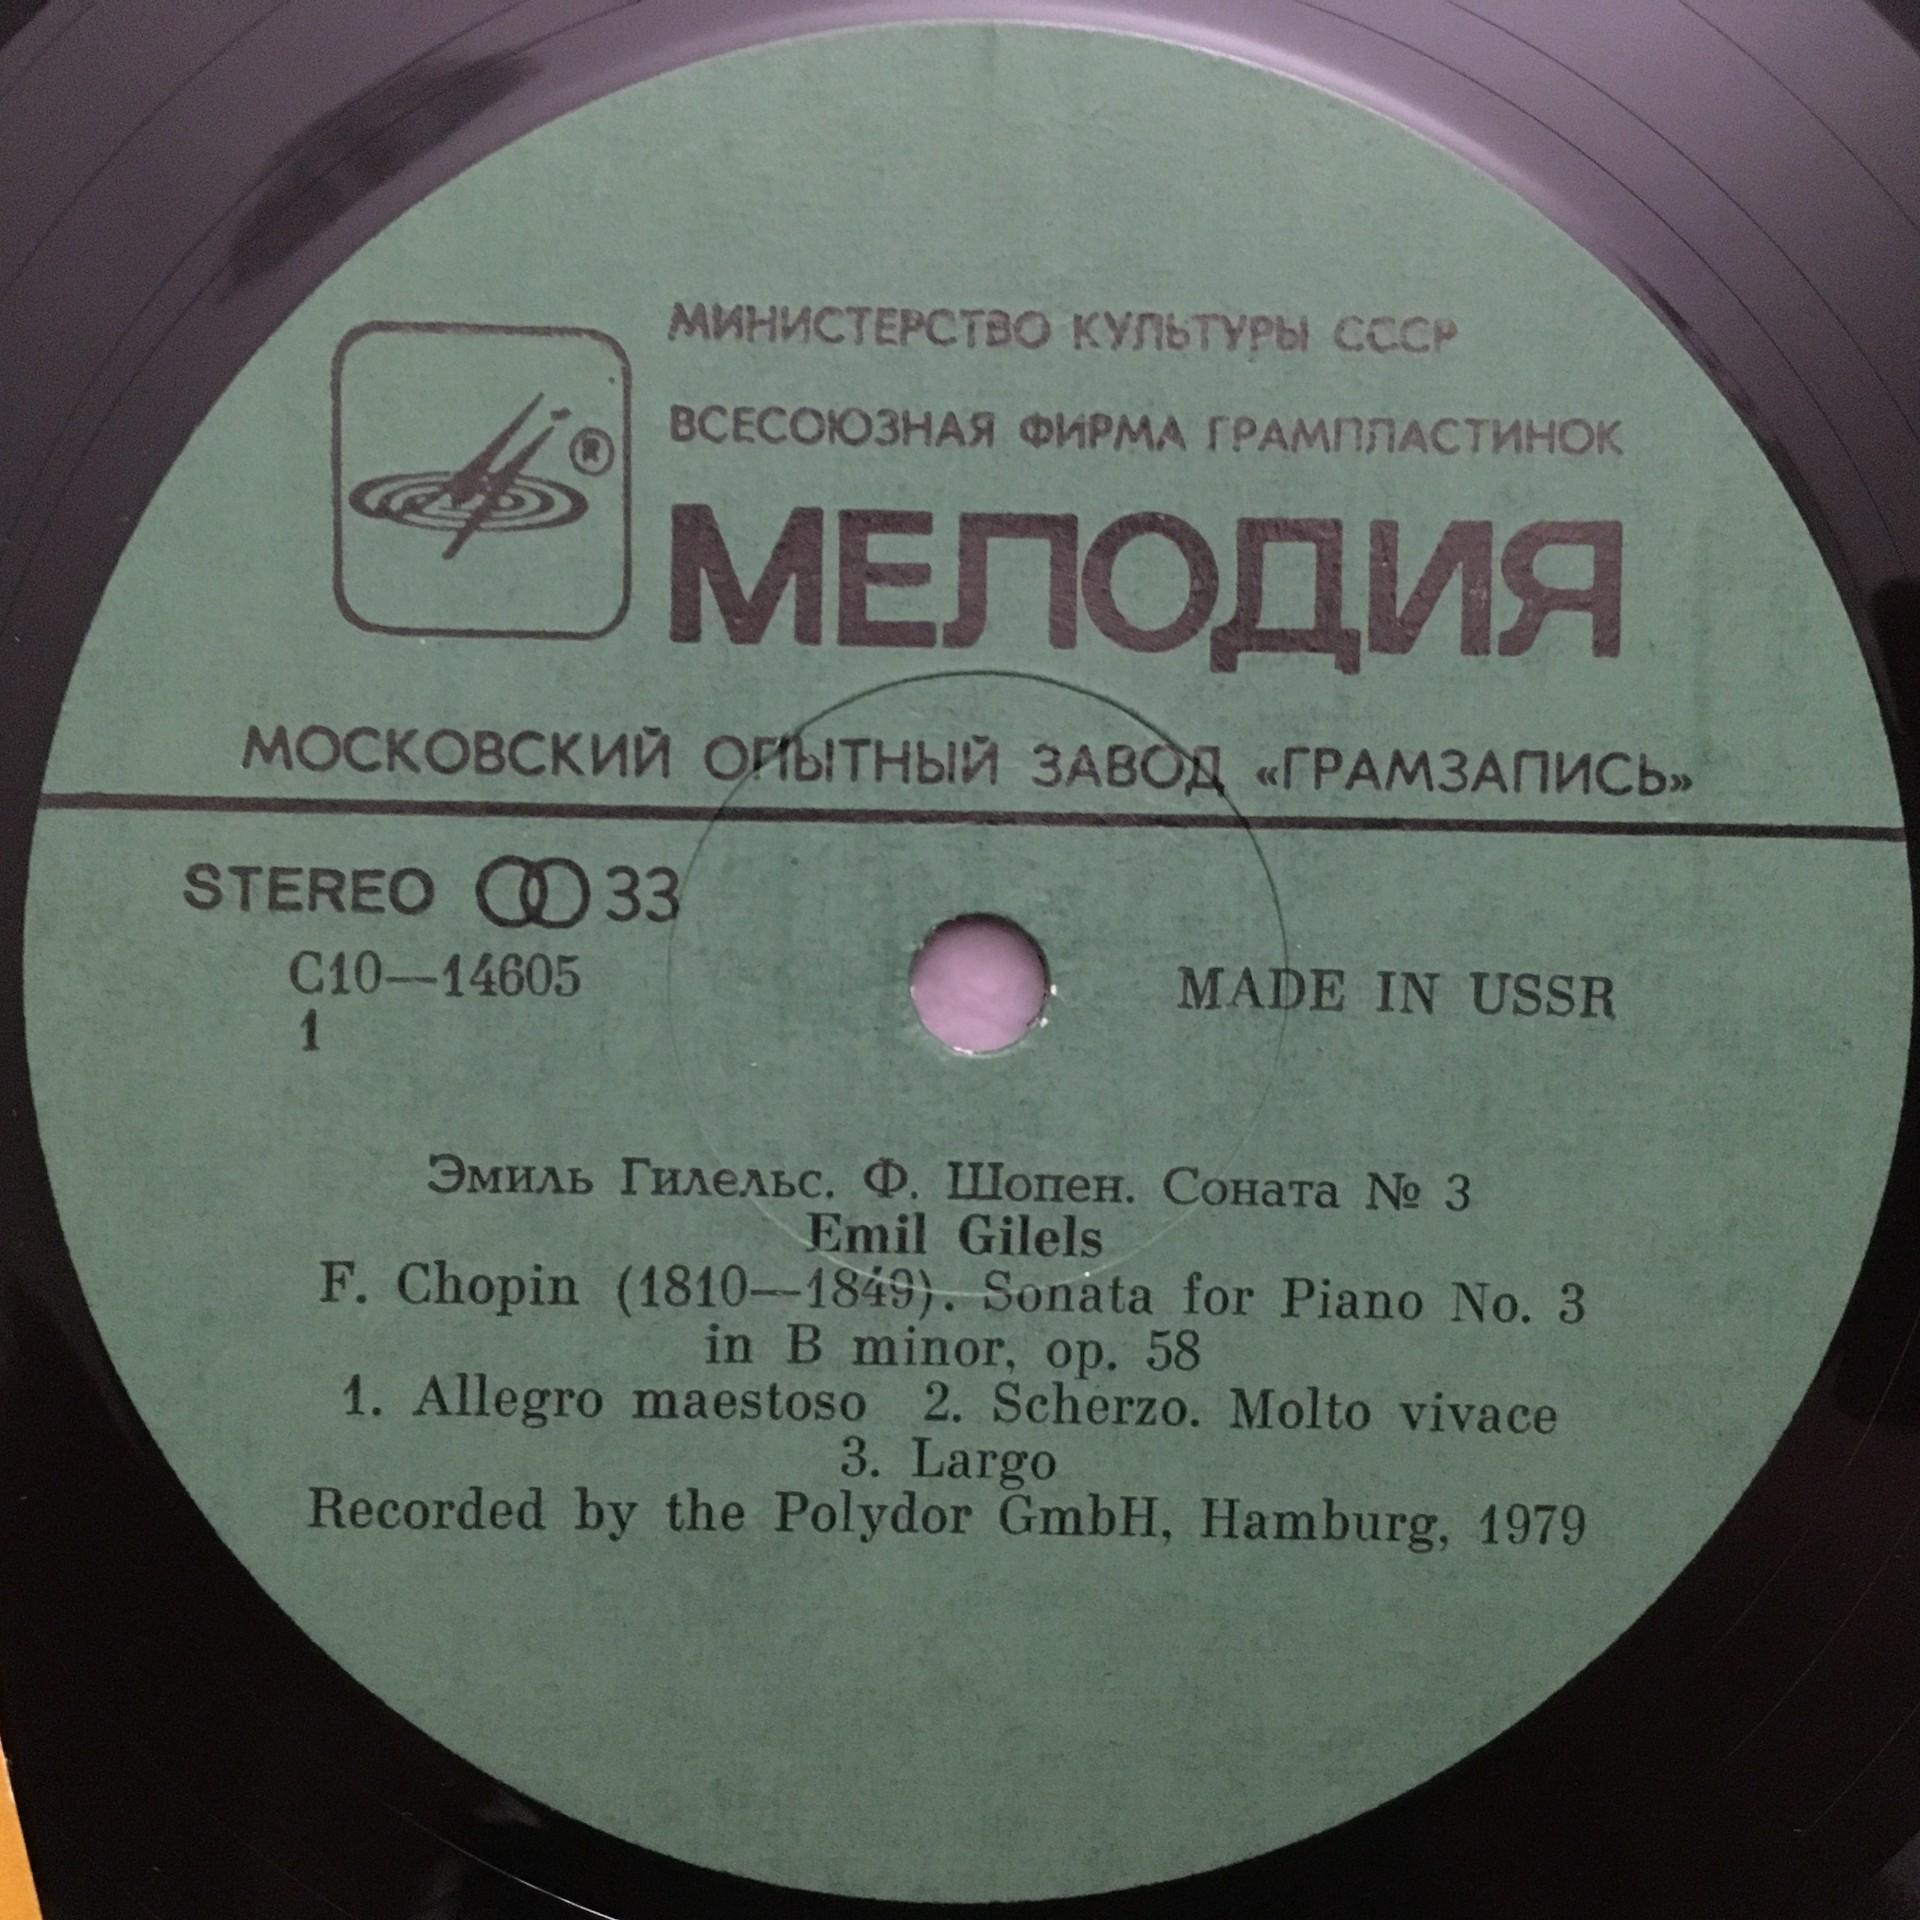 МИНИСТЕРСТВО КУЛЬТУРЫ СССР
ВСЕСОЮЗНАЯ ФИРМА ГРАМПЛАСТИНОК
®
МЕЛОДИЯ
МОСКОВСКИЙ ОПЫТНЫЙ ЗАВОД «ГРАМЗАПИСЬ»
STEREO 33
С10—14605
1
MADE IN USSR
Эмиль Гилельс. Ф. Шопен. Соната № 3
Emil Gilels
F. Chopin (1810—1849). Sonata for Piano No. 3
in B minor, op. 58
1. Allegro maestoso 2. Scherzo. Molto vivace
3. Largo
Recorded by the Polydor GmbH, Hamburg, 1979